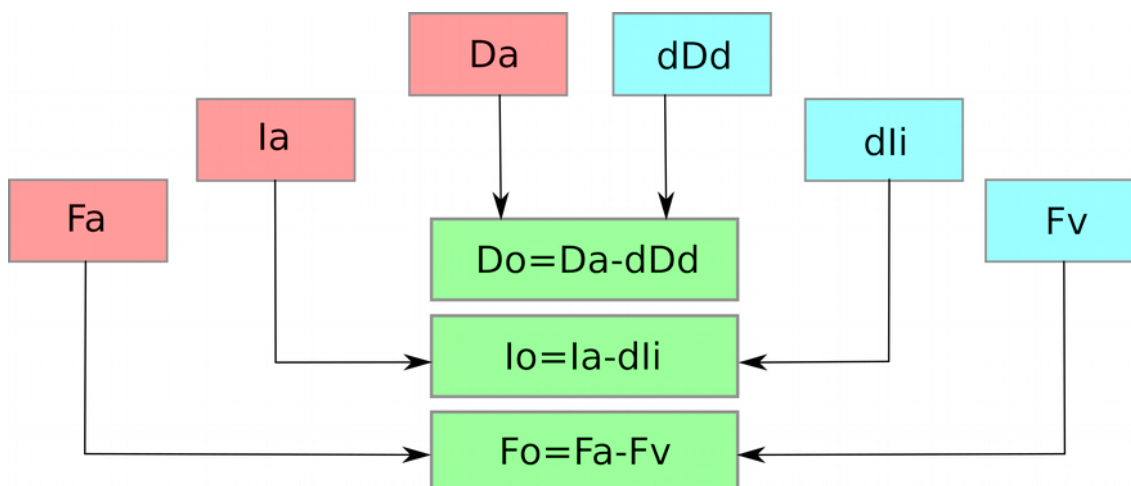 Da
dDd
Ia
dIi
Fa
Fv
Do=Da-dDd
Io=Ia-dIi
Fo=Fa-Fv